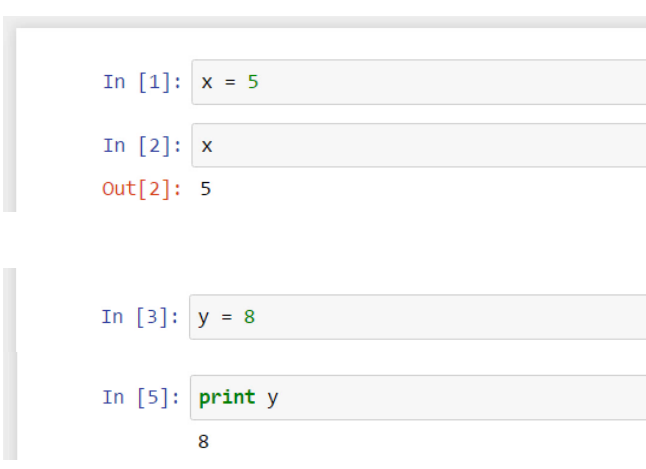 In [1]: x = 5
In [2]: x
Out[2]: 5
In [3]: y = 8
In [5]: print y
8